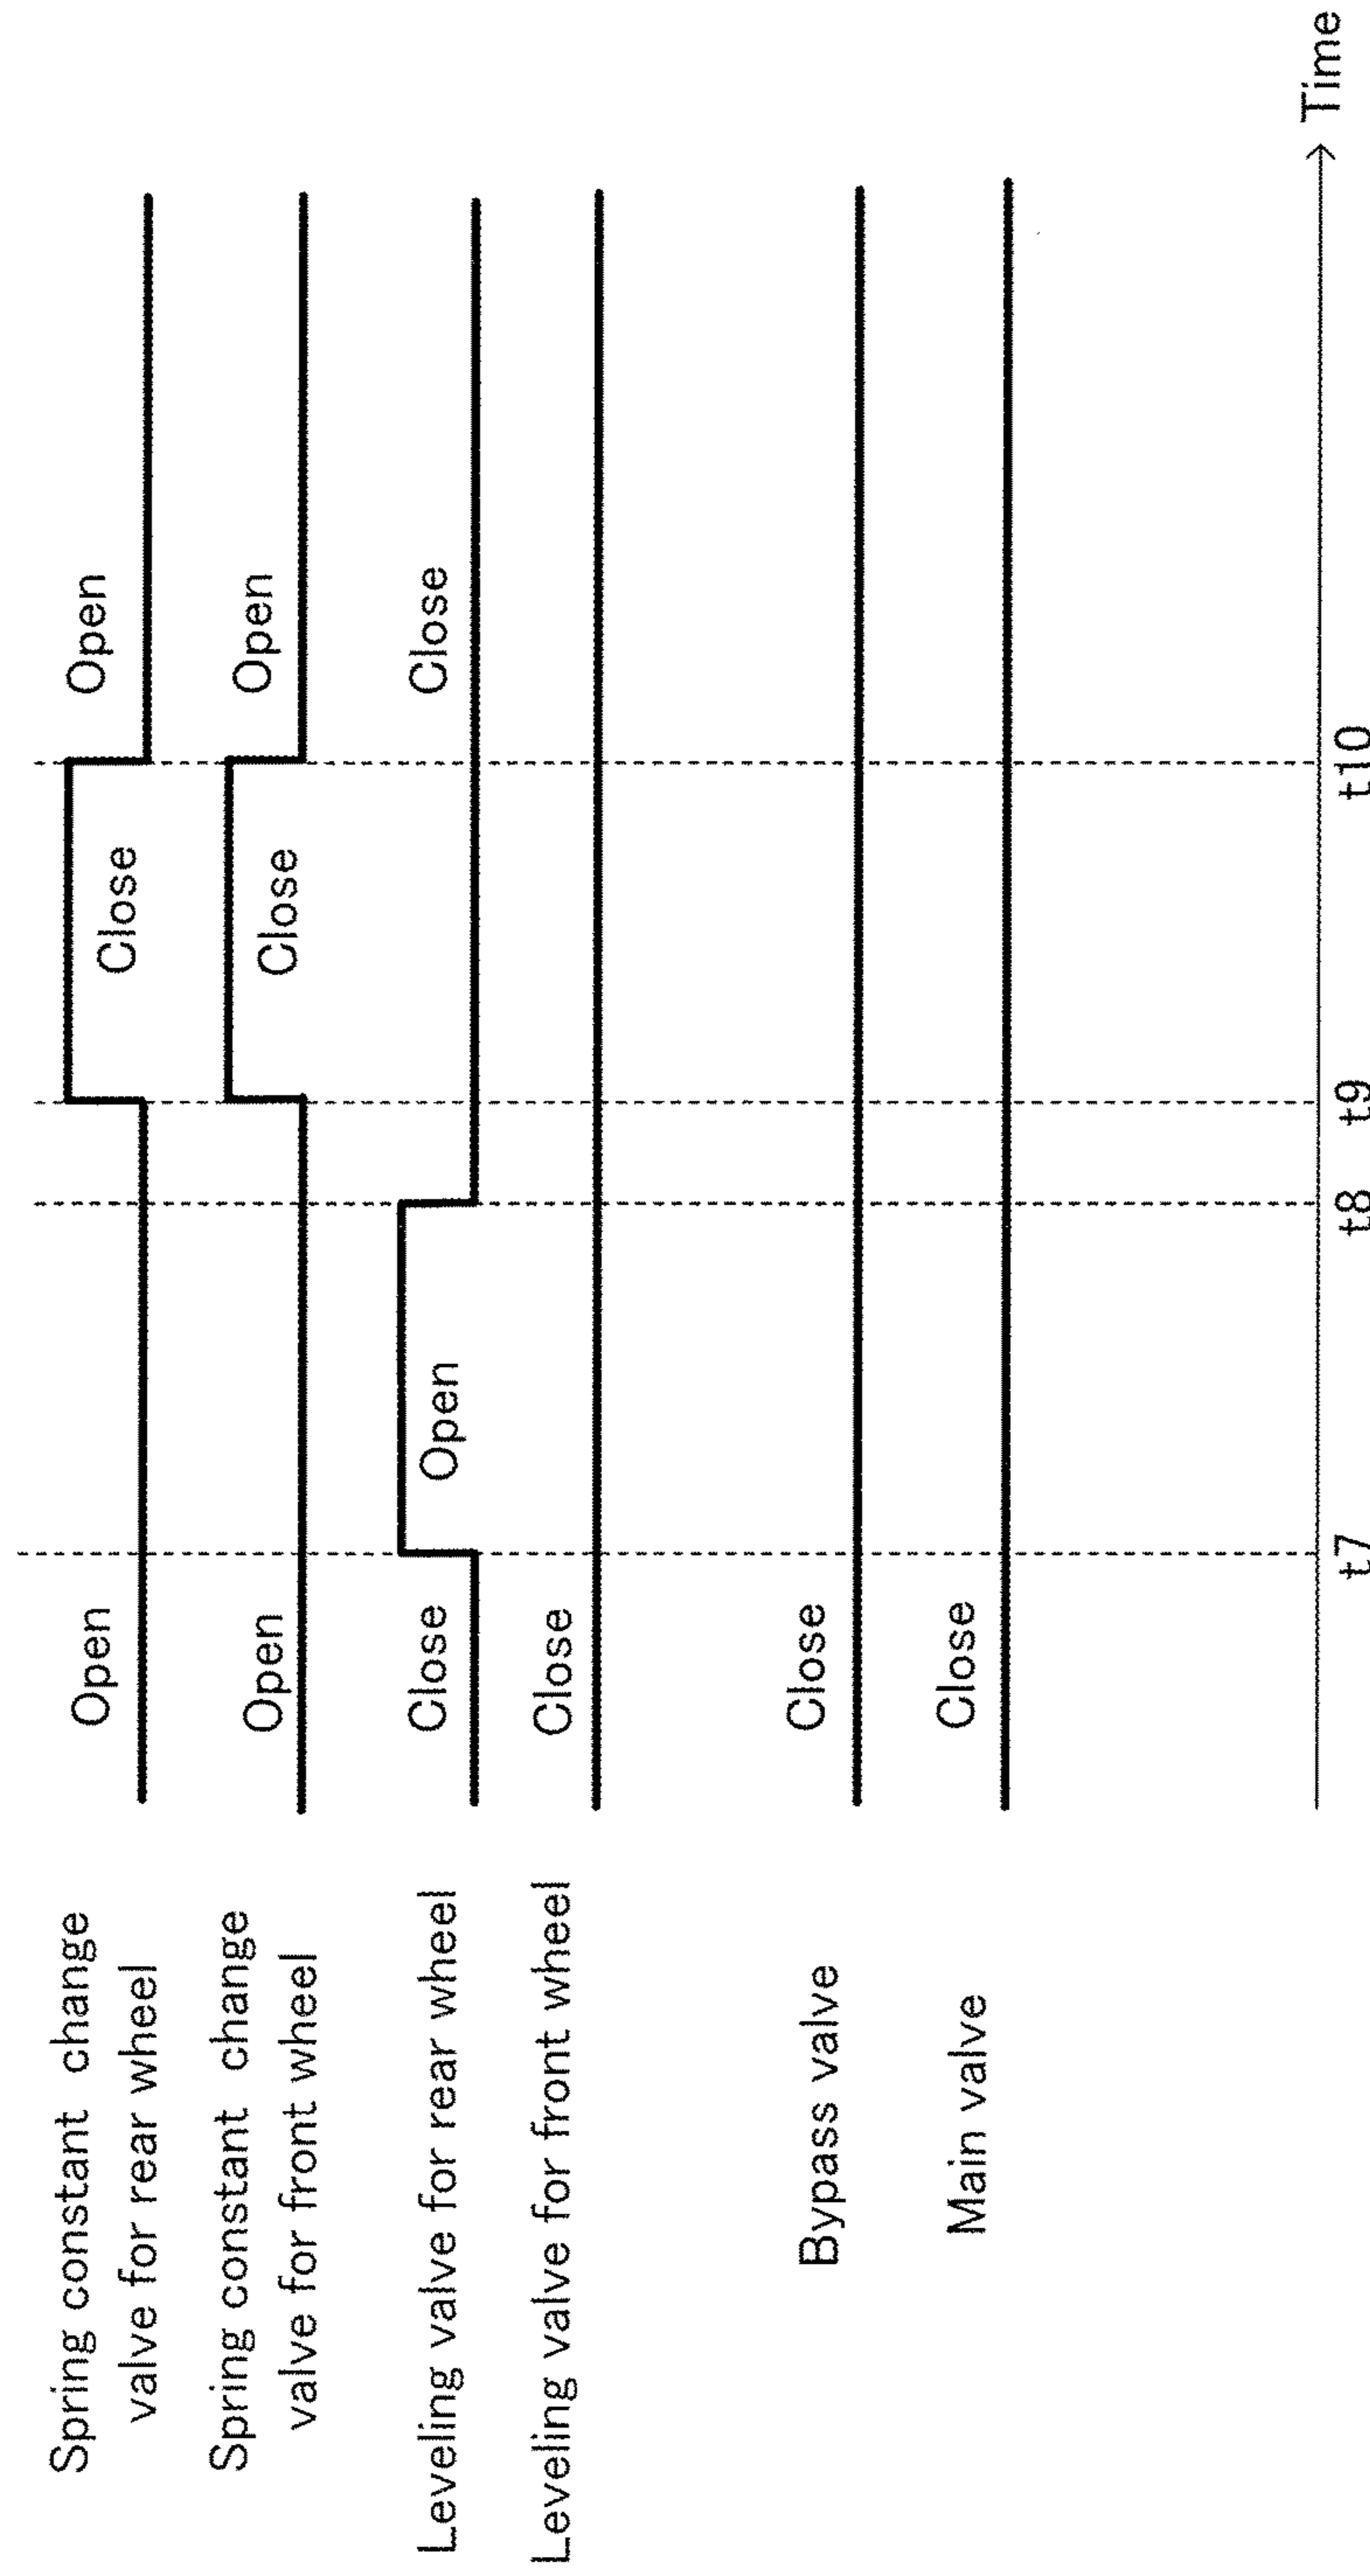 Spring constant change
valve for rear wheel
Open
Close
Open
Spring constant change
valve for front wheel
Open
Close
Open
Leveling valve for rear wheel
Close
Open
Close
Leveling valve for front wheel
Close
Bypass valve
Close
Main valve
Close
Time
t7
t8
t9
t10